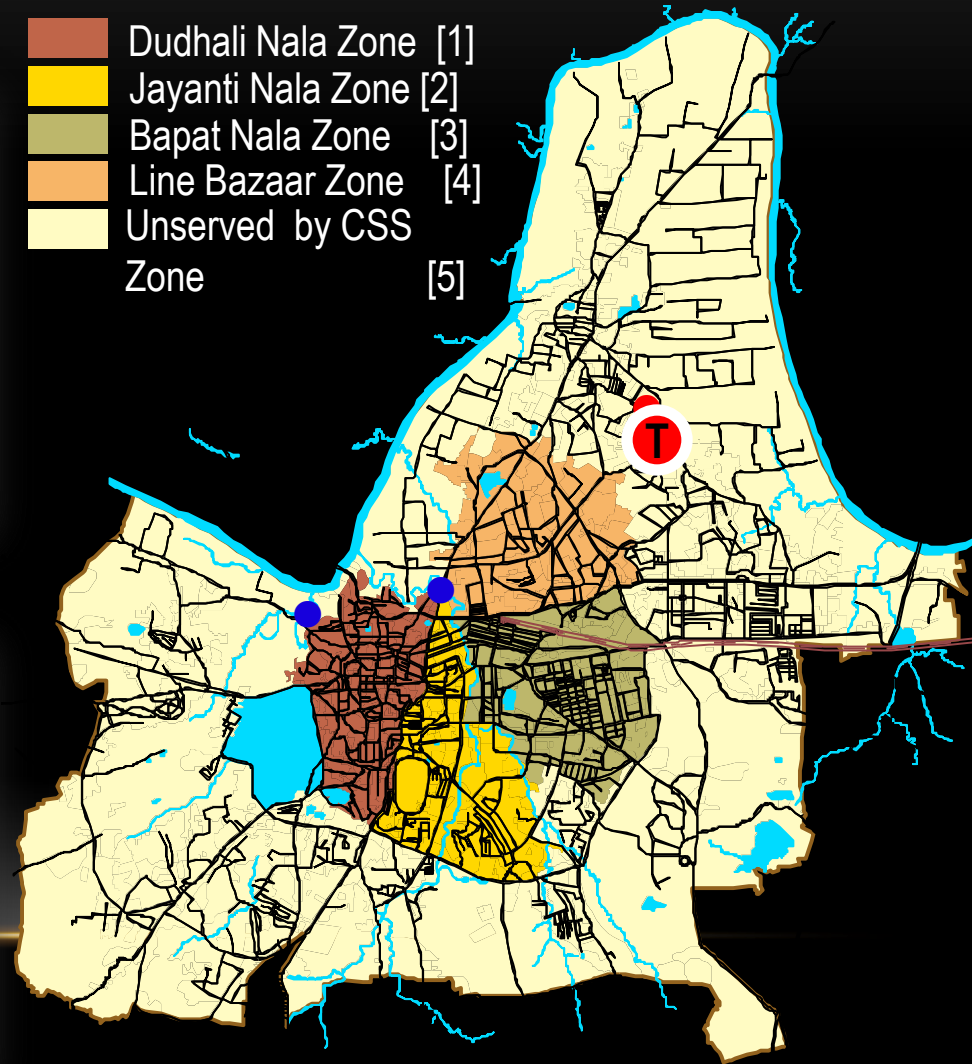 Dudhali Nala Zone [1]
Jayanti Nala Zone [2]
Bapat Nala Zone [3]
Line Bazaar Zone [4]
Unserved by CSS
Zone [5]
T